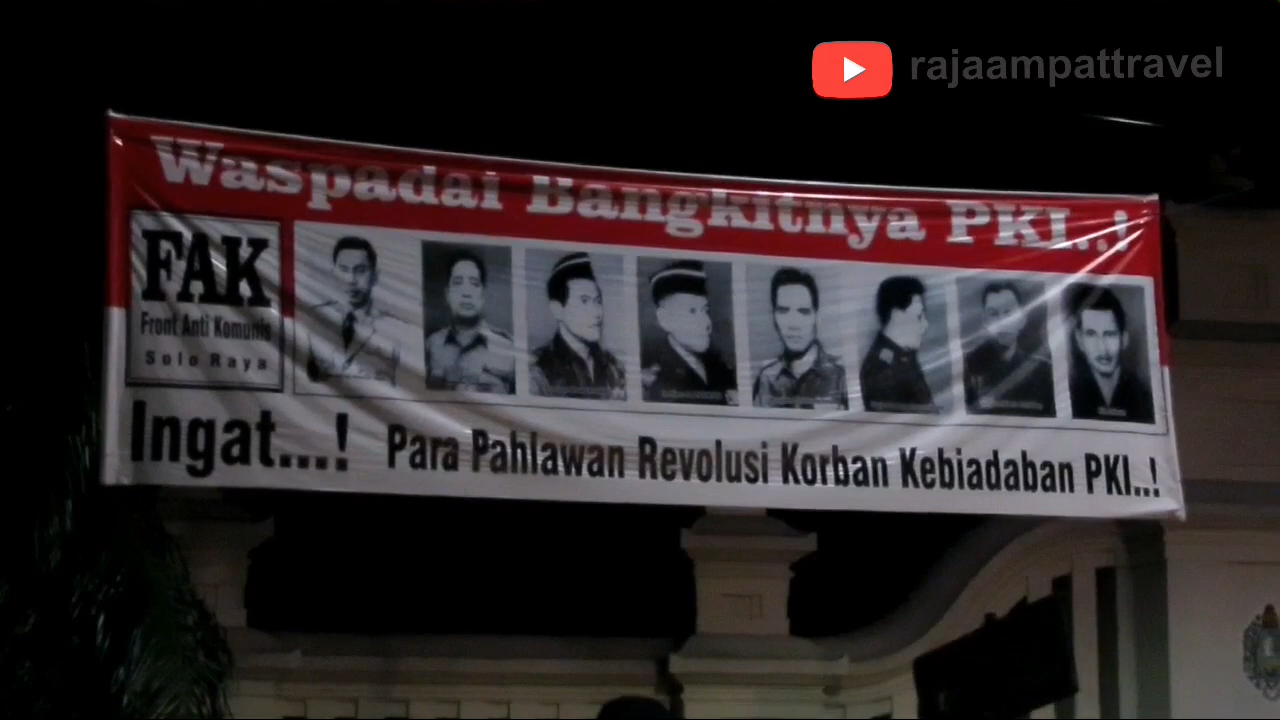 rajaampattravel
Waspadai Bangkitnya PKI..!
FAK
Front Anti Komunis
Solo Raya
Ingat...! Para Pahlawan Revolusi Korban Kebiadaban PKI..!